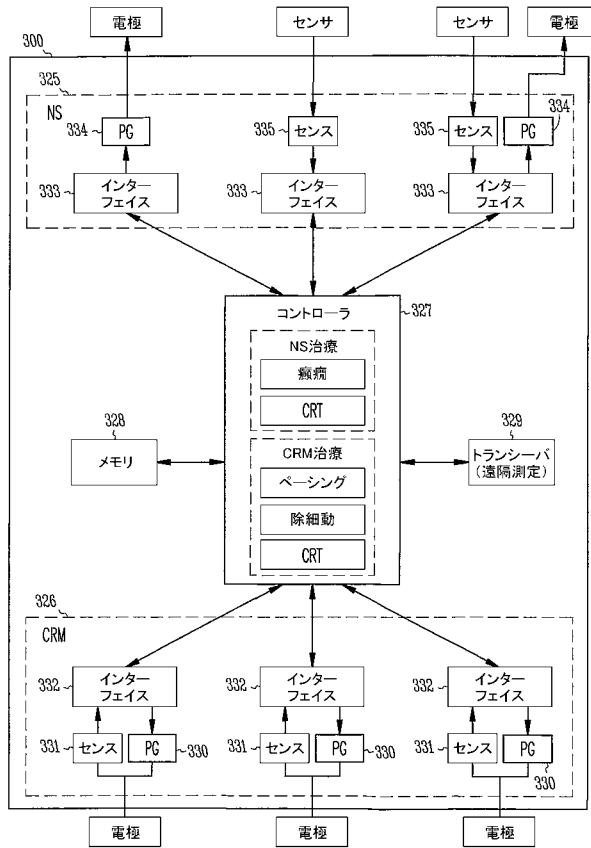 電極
センサ
センサ
電極
300
325
NS
334
PG
335
センス
335
センス
PG
334
333
インター
フェイス
333
インター
フェイス
333
インター
フェイス
コントローラ
327
NS治療
癲癇
CRT
328
メモリ
CRM治療
ペーシング
除細動
CRT
329
トランシーバ
(遠隔測定)
326
CRM
332
インター
フェイス
332
インター
フェイス
332
インター
フェイス
331
センス
PG
330
331
センス
PG
330
331
センス
PG
330
電極
電極
電極